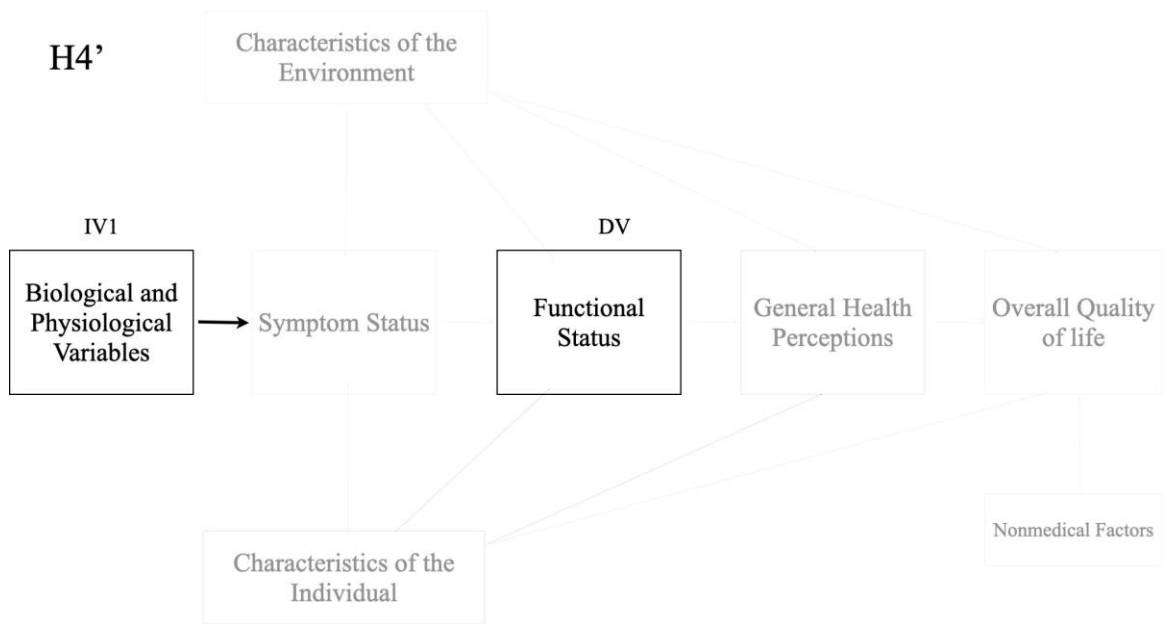 H4’
Characteristics of the
Environment
IV1
DV
Biological and
Physiological
Variables
Symptom Status
Functional
Status
General Health
Perceptions
Overall Quality
of life
Nonmedical Factors
Characteristics of the
Individual